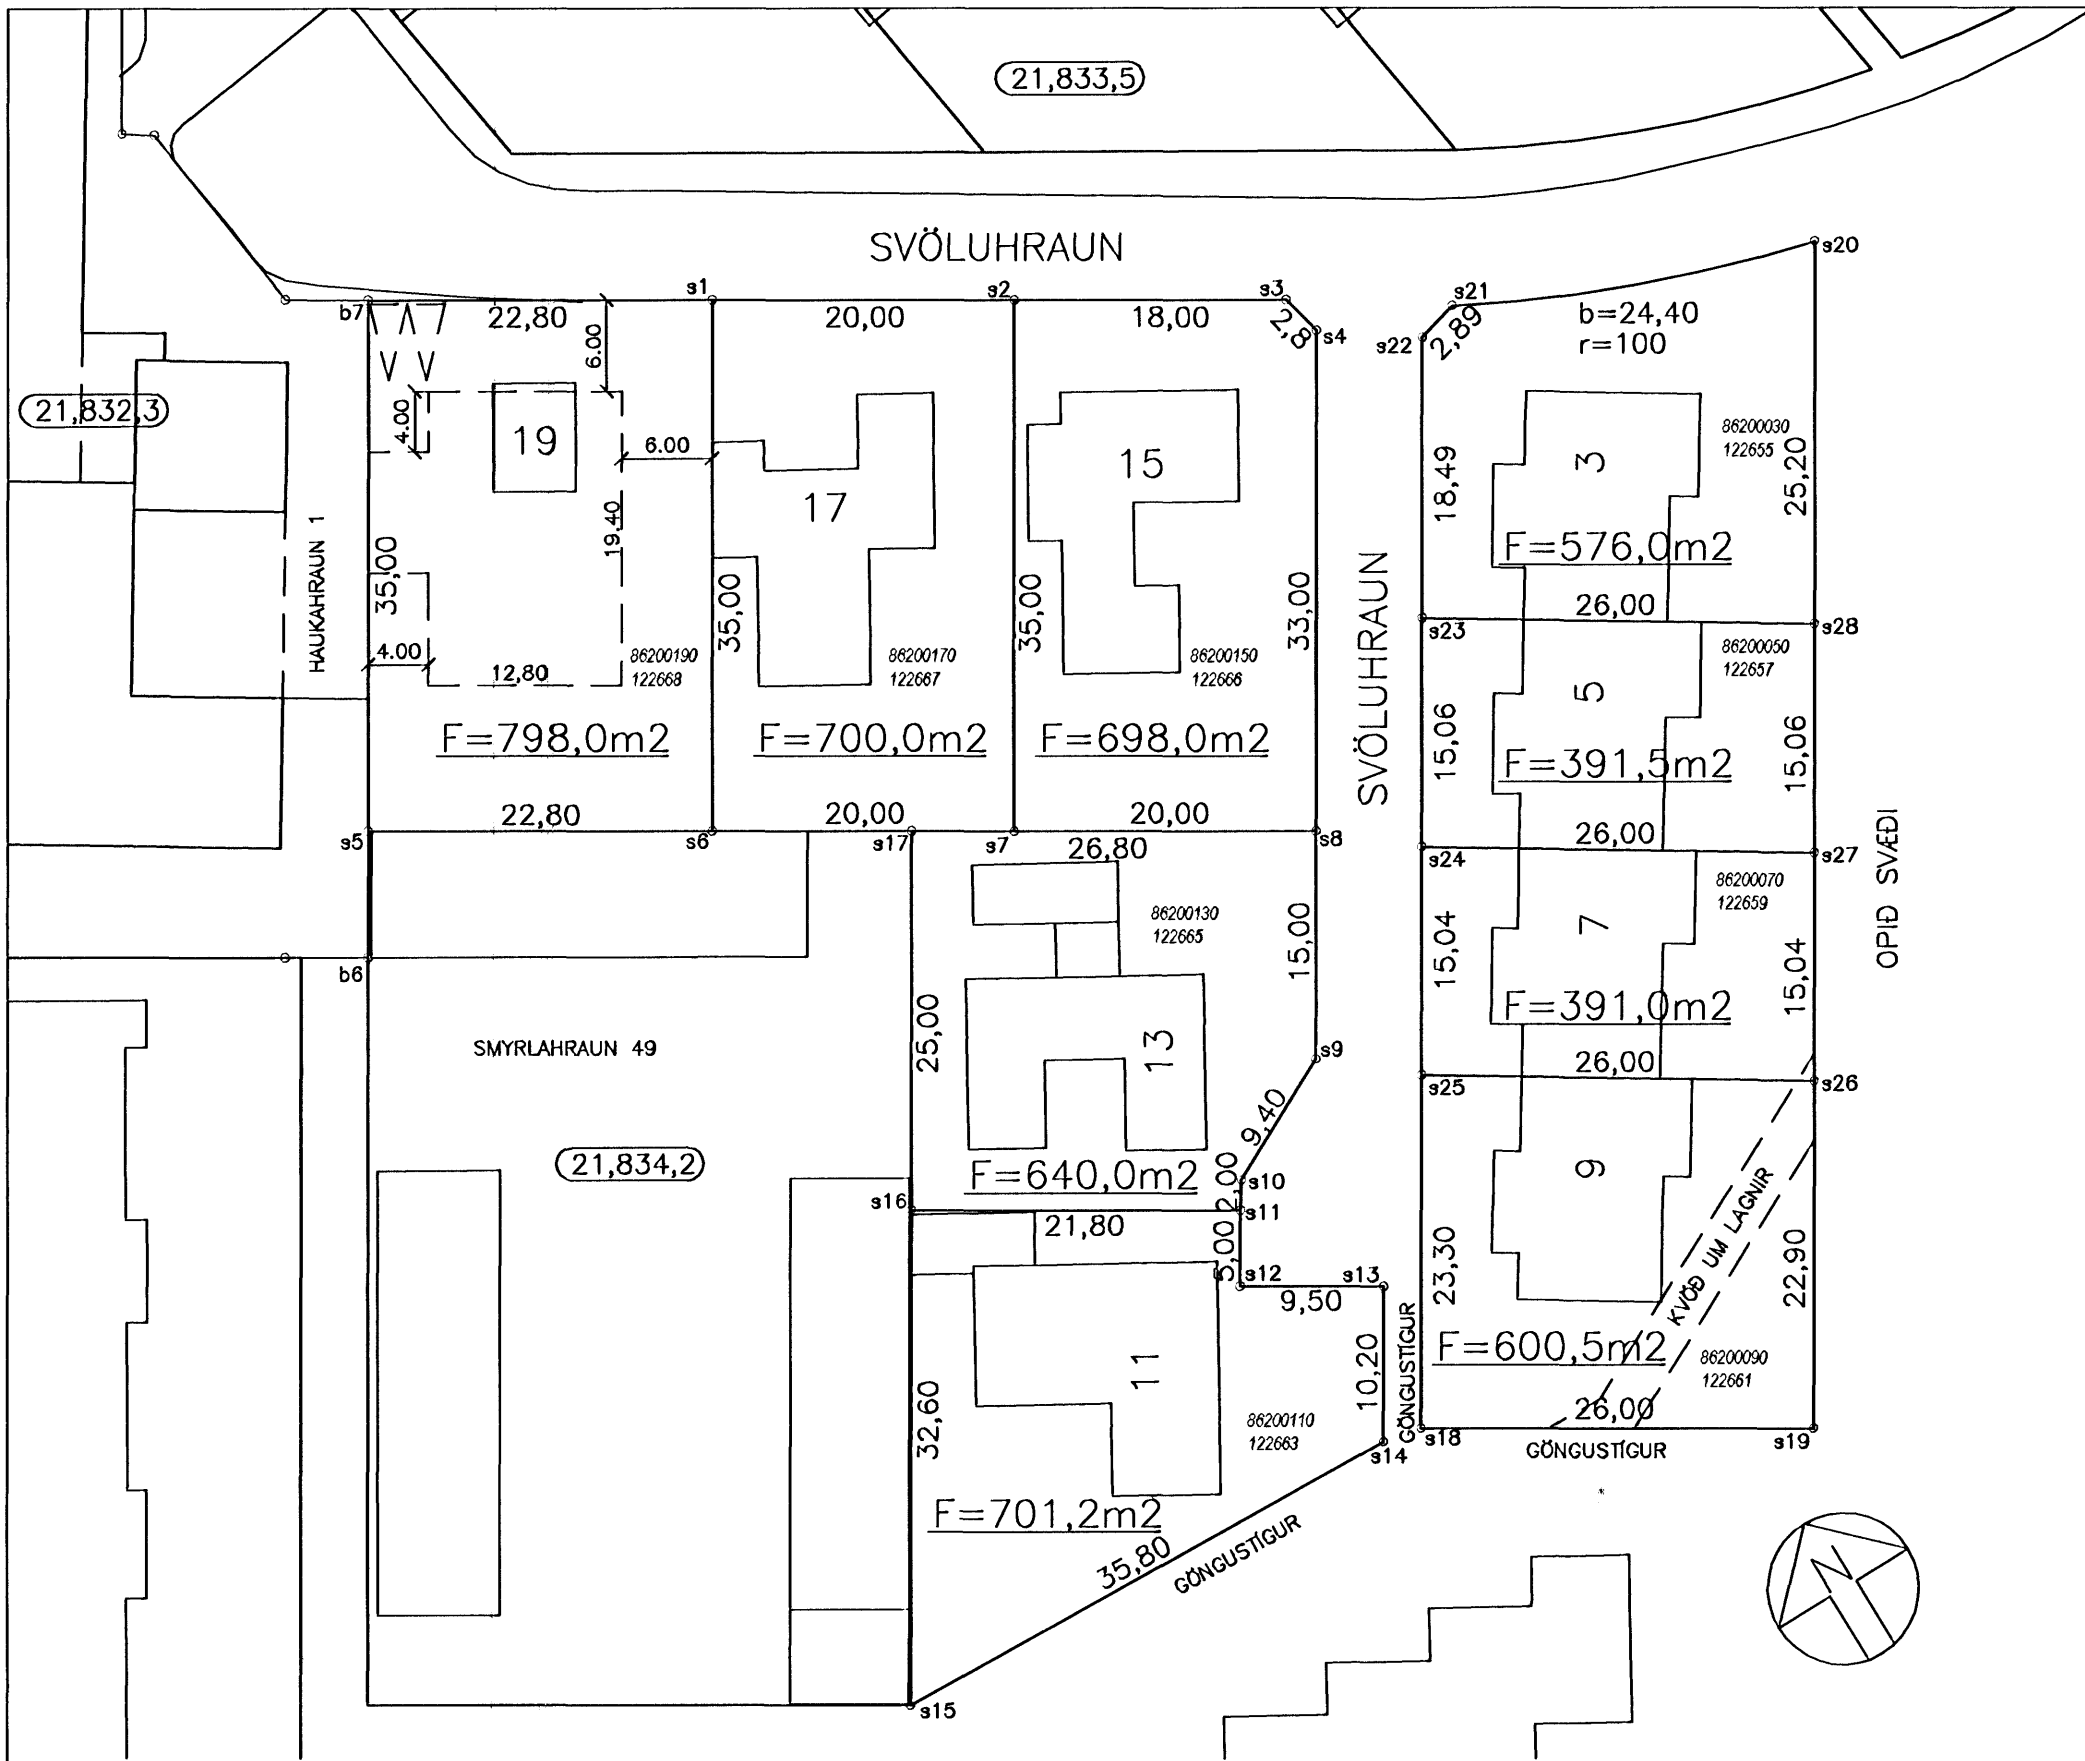 21,833,5
SVÖLUHRAUN
s20
b7
22,80
s1
20,00
s2
18,00
s3
2,8
s4
s21
s22
2,89
b=24,40
r=100
6.00
21,832,3
4.00
19
6.00
19.40
17
15
18,49
3
86200030
122655
25,20
F=576,0m2
HAUKAHRAUN 1
35,00
35,00
35,00
33,00
SVÖLUHRAUN
26,00
s23
s28
4.00
12,80
86200190
122668
86200170
122667
86200150
122666
86200050
122657
5
F=798,0m2
F=700,0m2
F=698,0m2
15,06
F=391,5m2
15,06
s5
22,80
s6
20,00
s17
s7
20,00
26,80
s8
26,00
s24
s27
OPIÐ SVÆÐI
86200130
122665
86200070
122659
7
b6
15,00
15,04
15,04
25,00
F=391,0m2
SMYRLAHRAUN 49
13
s9
26,00
s25
s26
9,40
21,834,2
F=640,0m2
2,00
s10
s16
s11
21,80
5,00
9
KVÖÐ UM LAGNIR
s12
s13
9,50
23,30
22,90
GÖNGUSTÍGUR
F=600,5m2
86200090
122661
11
10,20
32,60
86200110
122663
26,00
s18
s19
s14
GÖNGUSTÍGUR
F=701,2m2
35,80
GÖNGUSTÍGUR
N
s15